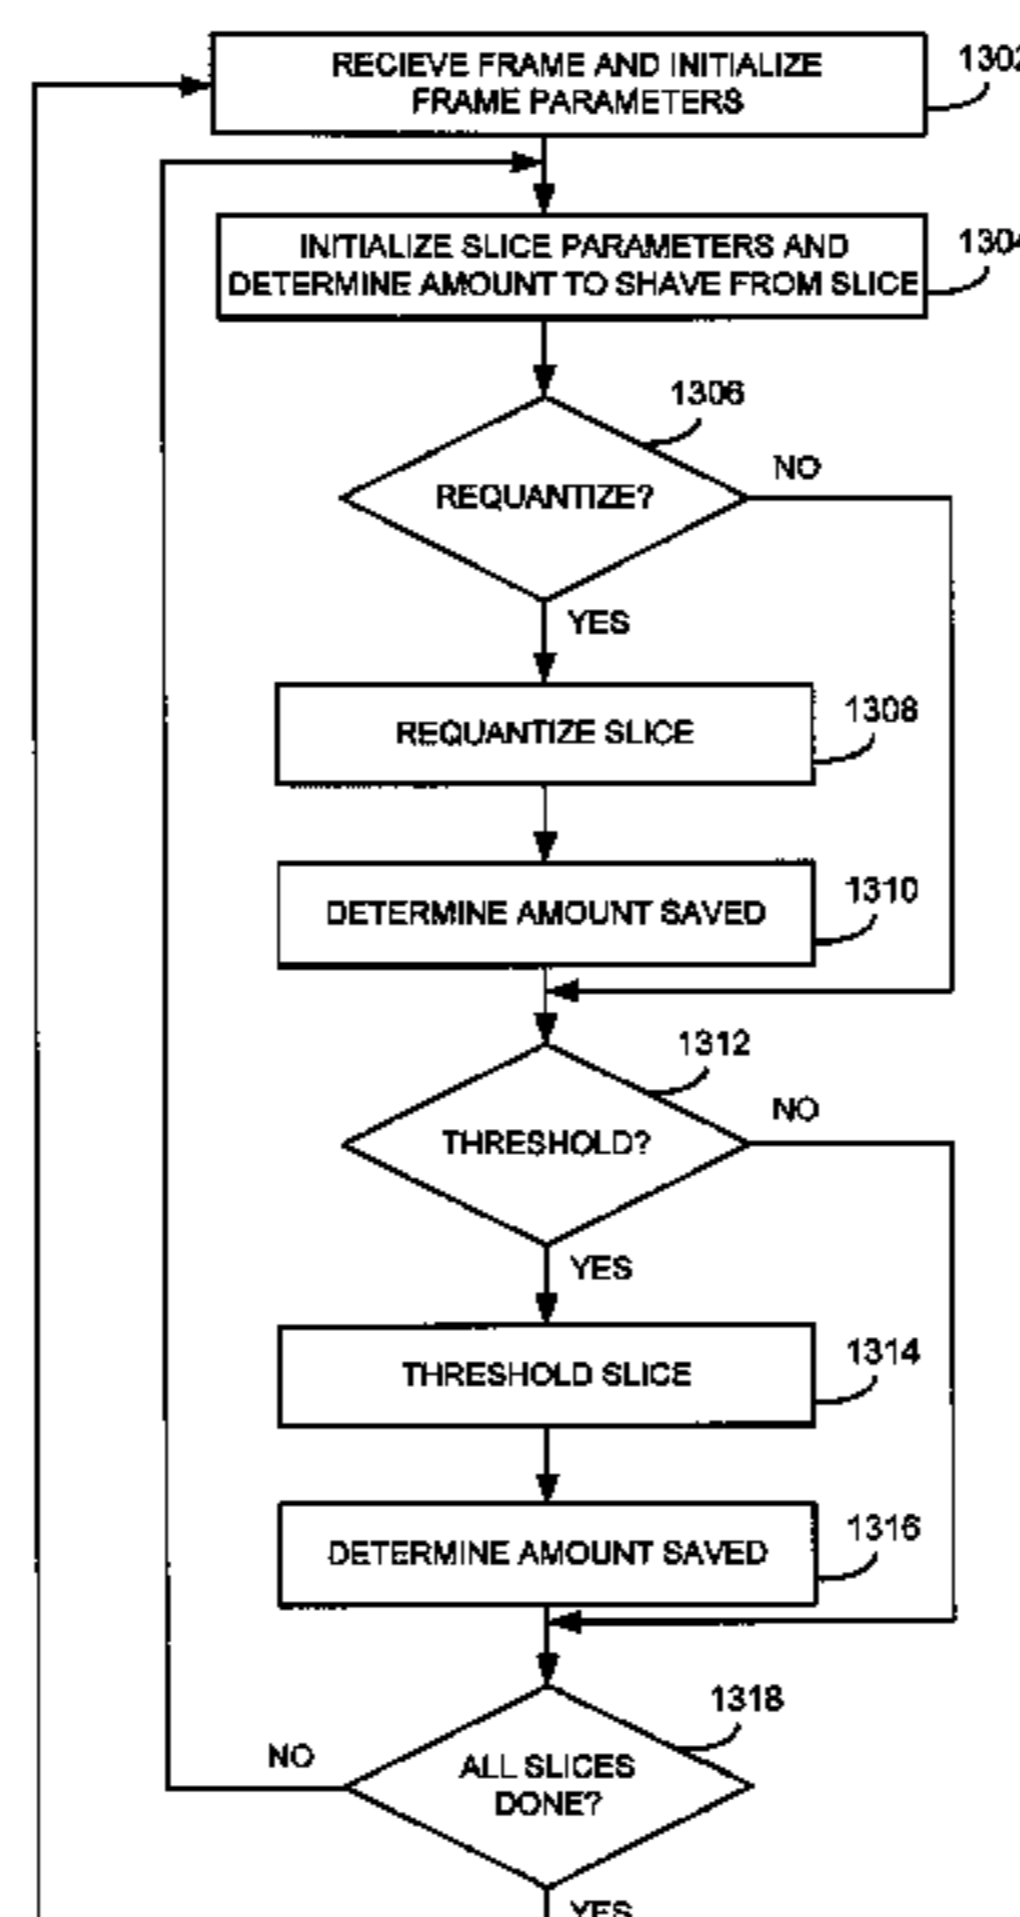 RECIEVE FRAME AND INITIALIZE
FRAME PARAMETERS
1302
INITIALIZE SLICE PARAMETERS AND
DETERMINE AMOUNT TO SHAVE FROM SLICE
1304
1306
REQUANTIZE?
NO
YES
REQUANTIZE SLICE
1308
DETERMINE AMOUNT SAVED
1310
1312
THRESHOLD?
NO
YES
THRESHOLD SLICE
1314
DETERMINE AMOUNT SAVED
1316
1318
ALL SLICES
DONE?
NO
YES